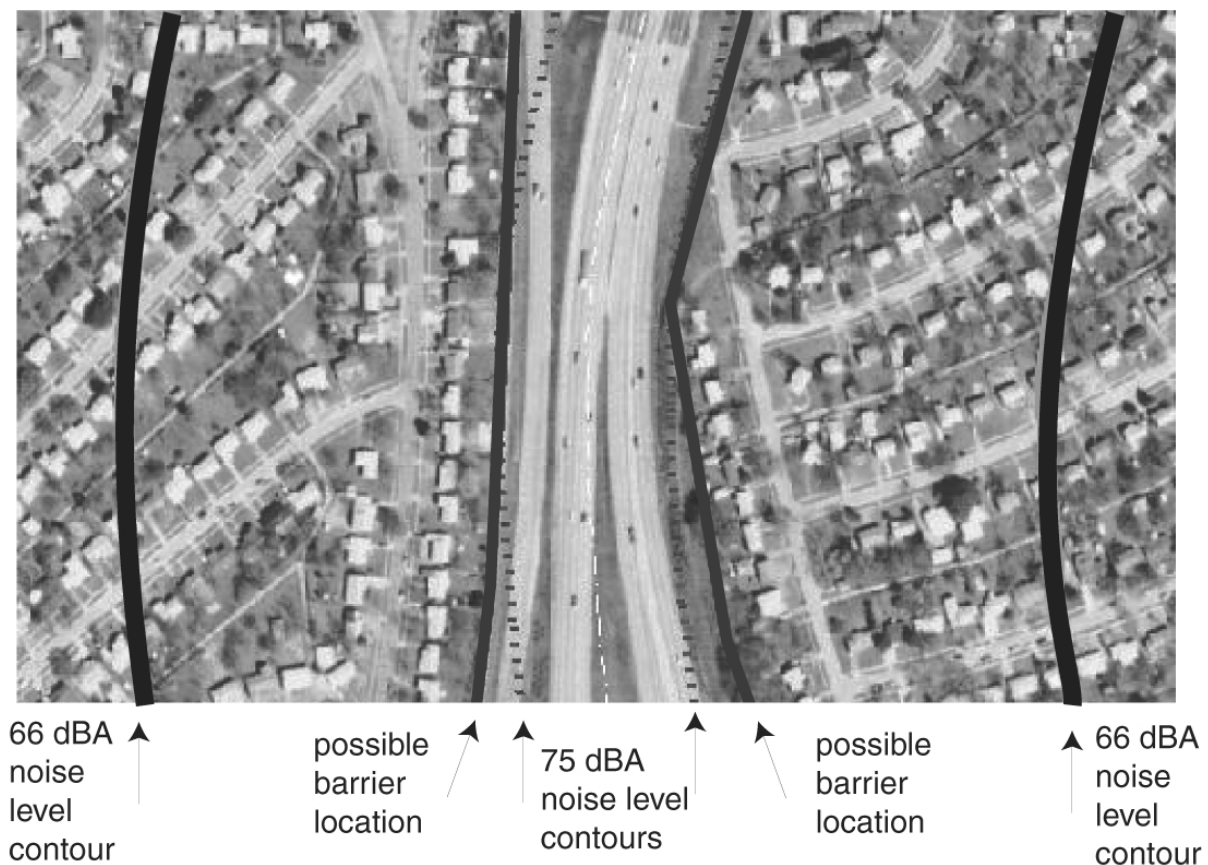 66 dBA
noise
level
contour
possible
barrier
location
75 dBA
noise level
contours
possible
barrier
location
66 dBA
noise
level
contour